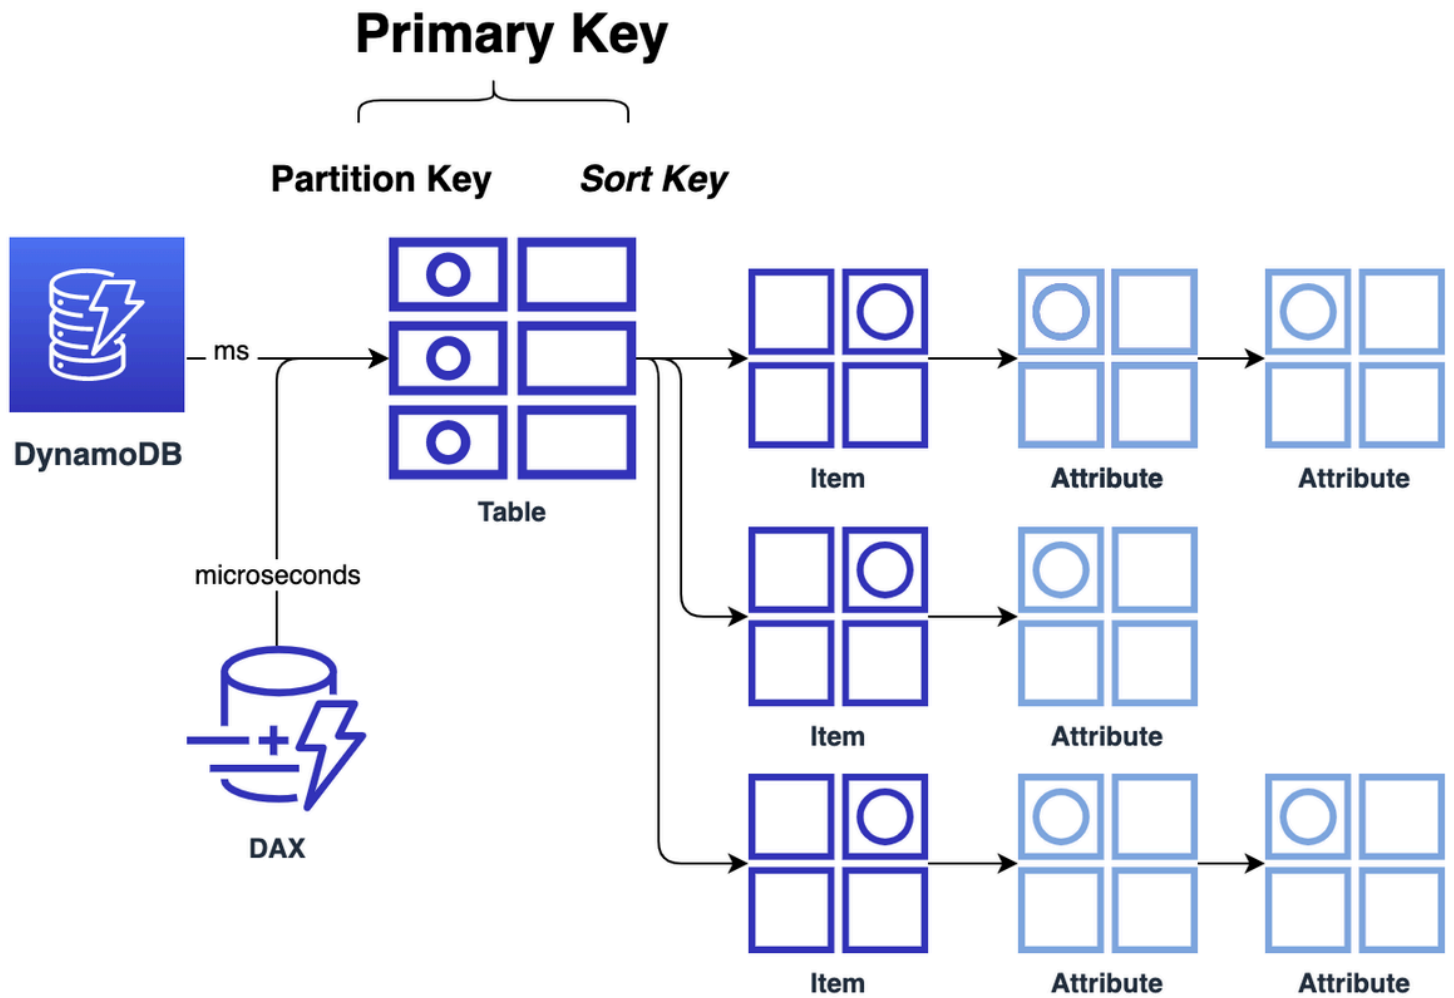 Primary Key
Partition Key
Sort Key
ms
DynamoDB
Table
microseconds
DAX
Item
Attribute
Attribute
Item
Attribute
Item
Attribute
Attribute